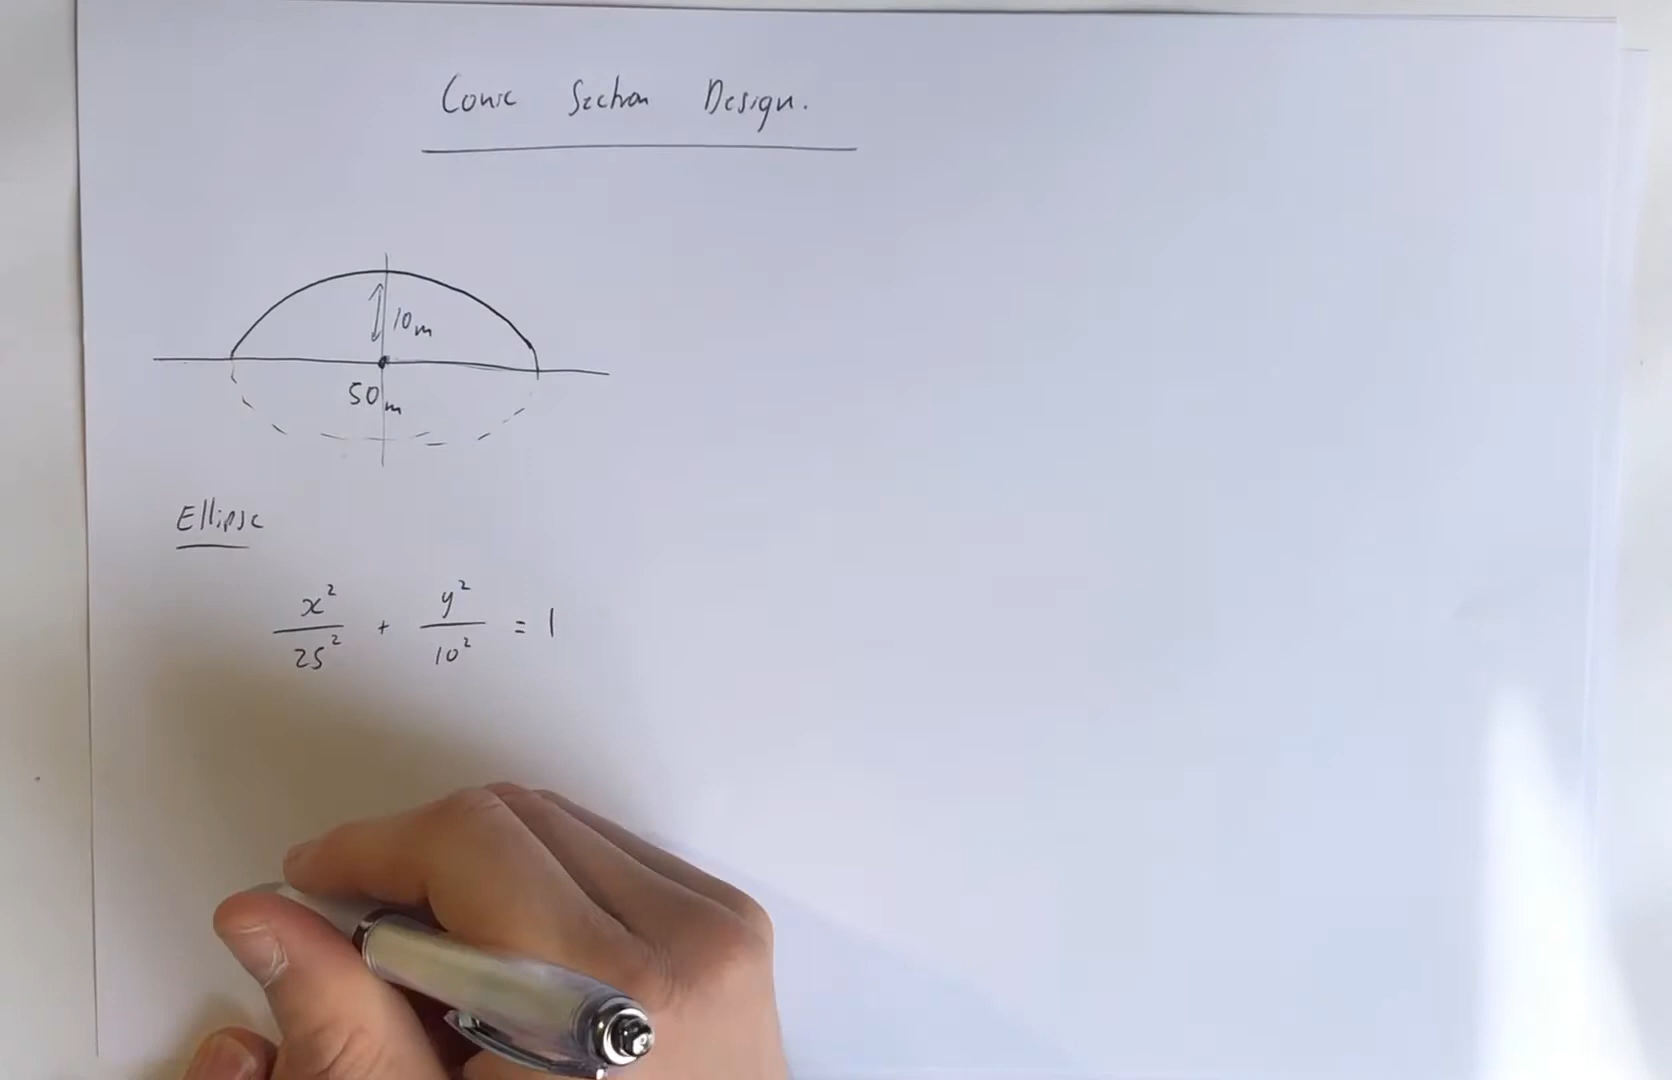 Conic Section Design.
10m
50m
Ellipse
x²/25² + y²/10² = 1